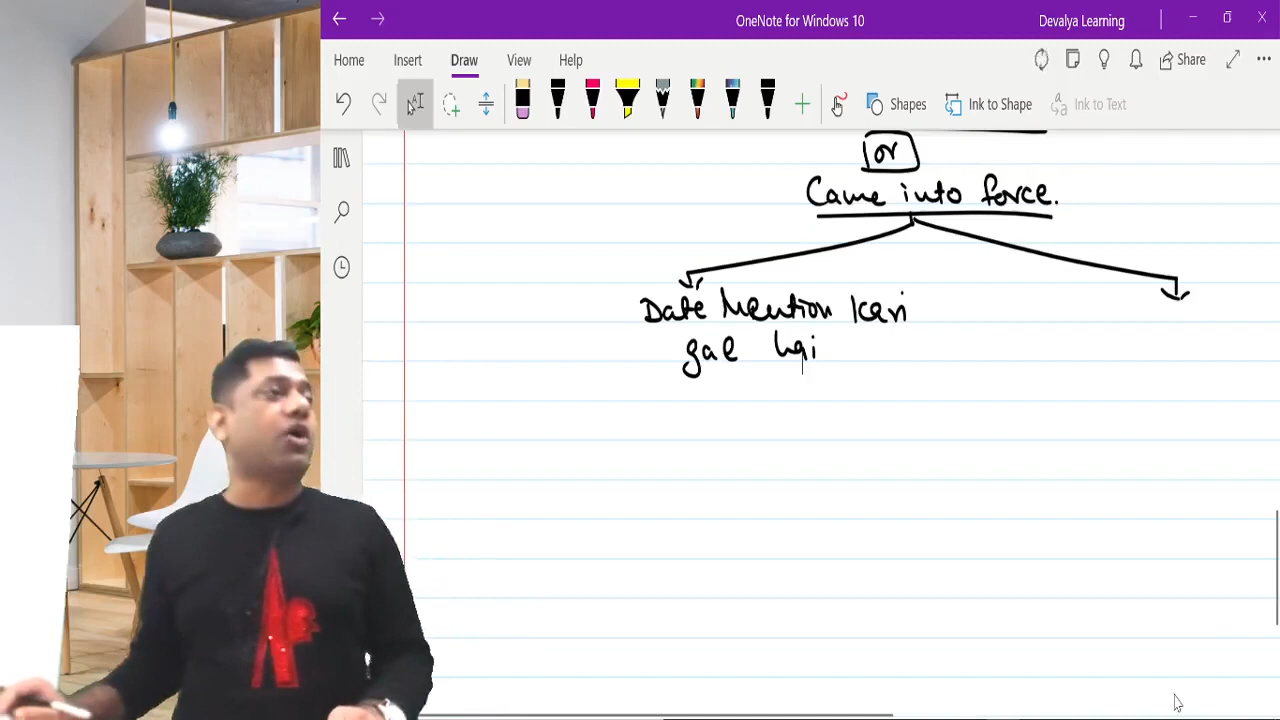 OneNote for Windows 10
Devalya Learning
Home
Insert
Draw
View
Help
Share
Shapes
Ink to Shape
Ink to Text
or
Came into force.
Date Mention kari
gae hai